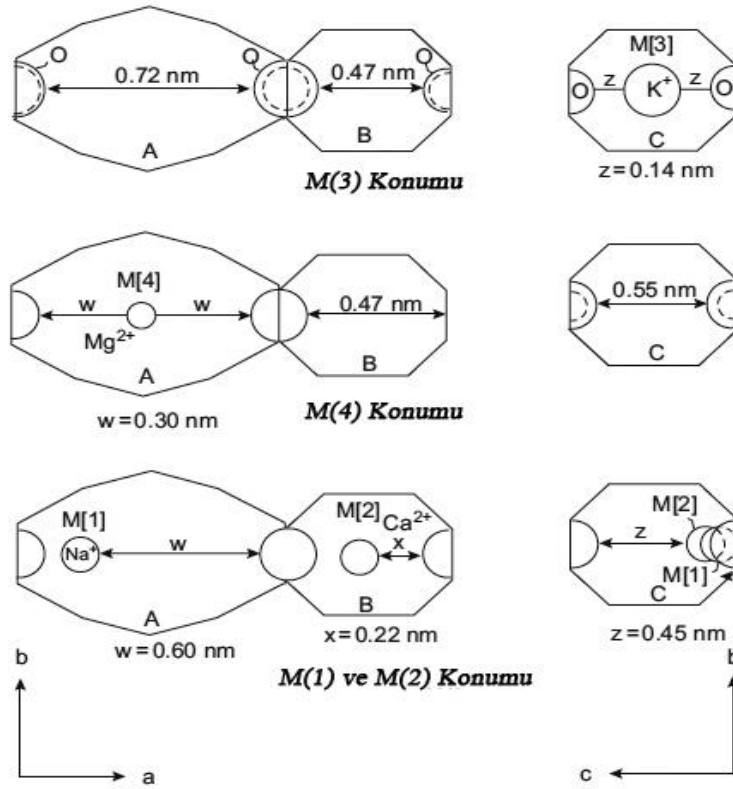 O
0.72 nm
O
0.47 nm
O
A
B
M(3) Konumu
M[3]
O
z
K+
z
O
C
z = 0.14 nm
M[4]
w
w
Mg2+
A
w = 0.30 nm
0.47 nm
B
M(4) Konumu
0.55 nm
C
M[1]
Na+
w
A
w = 0.60 nm
M[2]
Ca2+
x
B
x = 0.22 nm
M(1) ve M(2) Konumu
M[2]
z
M[1]
C
z = 0.45 nm
b
a
b
c